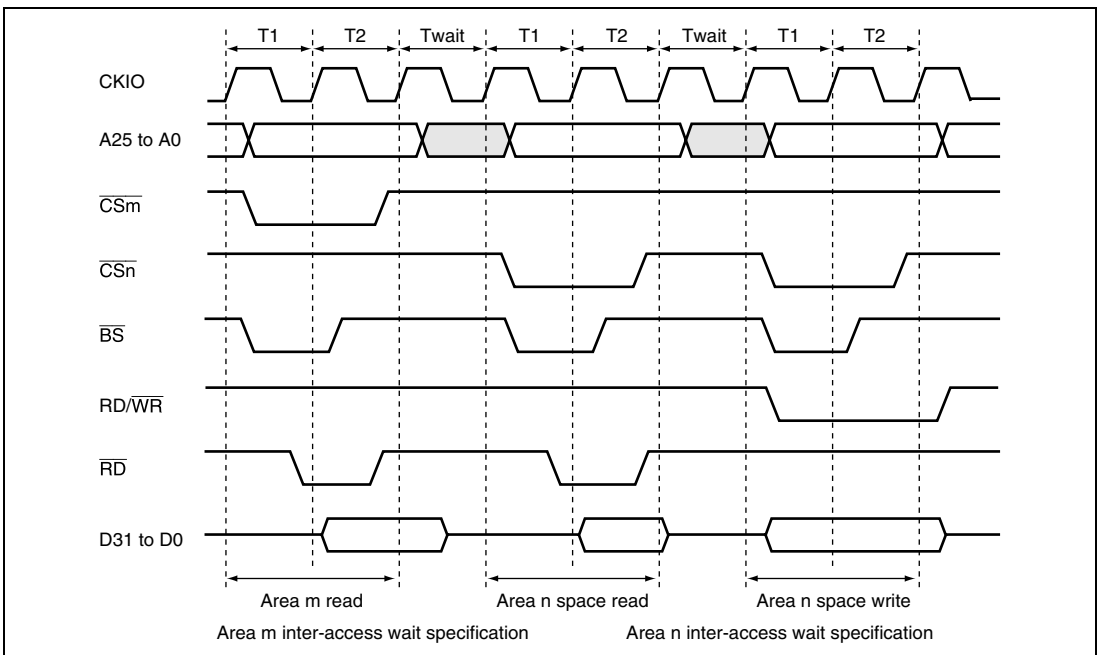 T1 T2 Twait T1 T2 Twait T1 T2
CKIO
A25 to A0
CSm
CSn
BS
RD/WR
RD
D31 to D0
Area m read Area n space read Area n space write
Area m inter-access wait specification Area n inter-access wait specification